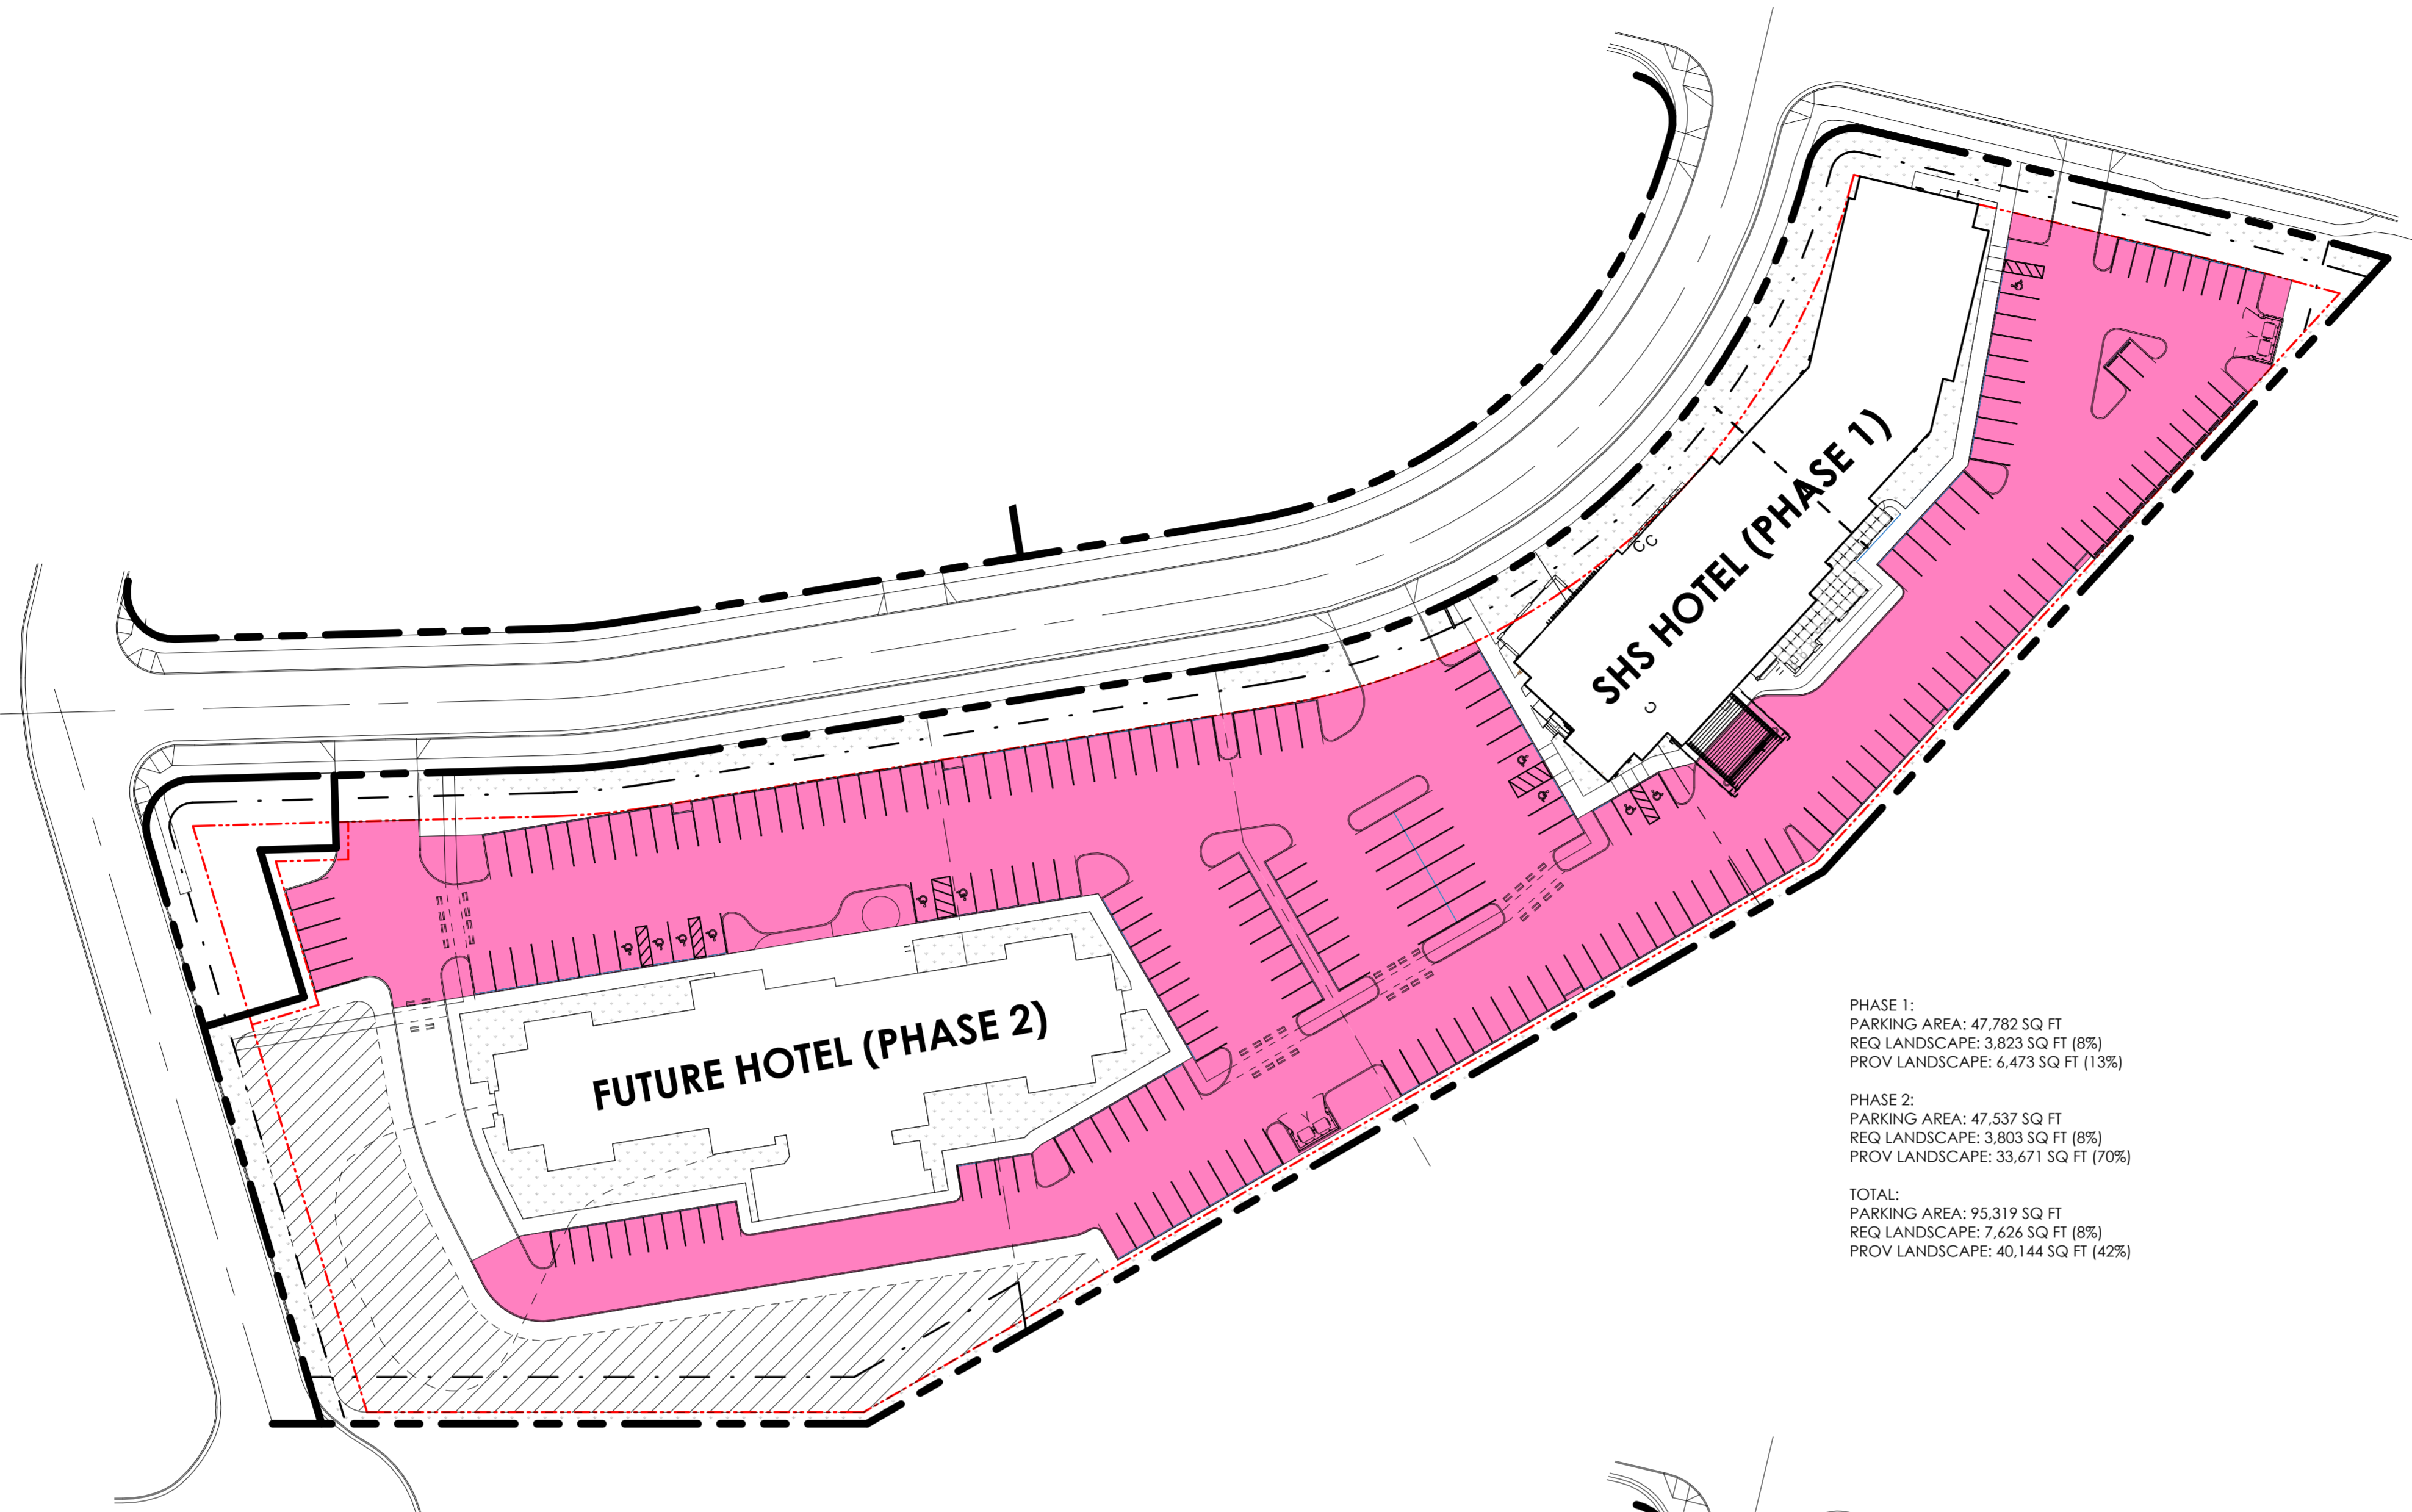 SHS HOTEL (PHASE 1)
CC
C
FUTURE HOTEL (PHASE 2)
PHASE 1:
PARKING AREA: 47,782 SQ FT
REQ LANDSCAPE: 3,823 SQ FT (8%)
PROV LANDSCAPE: 6,473 SQ FT (13%)
PHASE 2:
PARKING AREA: 47,537 SQ FT
REQ LANDSCAPE: 3,803 SQ FT (8%)
PROV LANDSCAPE: 33,671 SQ FT (70%)
TOTAL:
PARKING AREA: 95,319 SQ FT
REQ LANDSCAPE: 7,626 SQ FT (8%)
PROV LANDSCAPE: 40,144 SQ FT (42%)